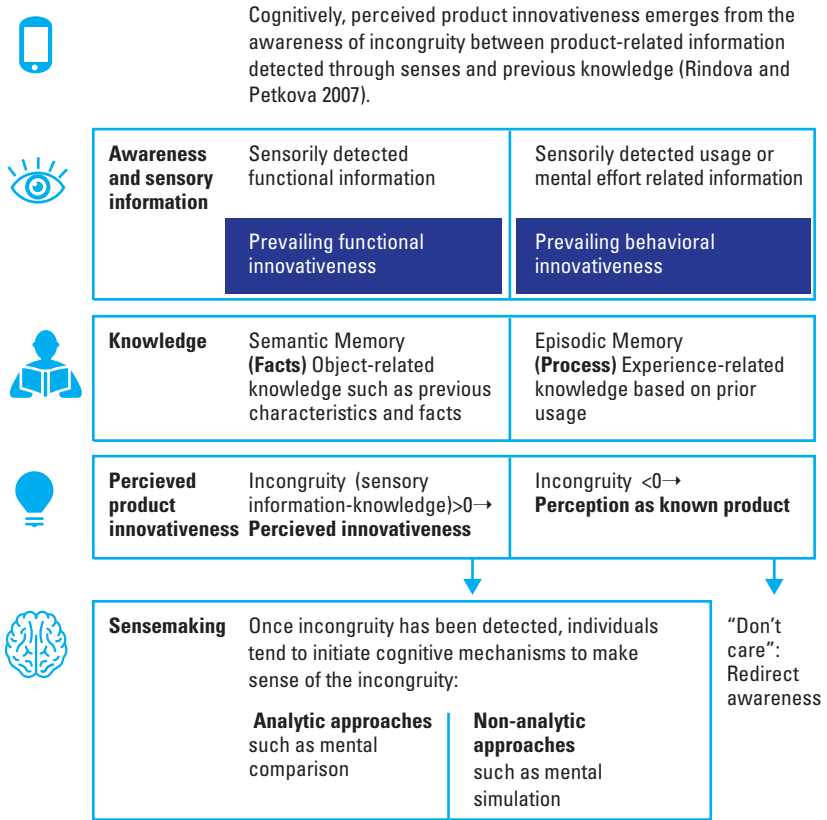 Cognitively, perceived product innovativeness emerges from the
awareness of incongruity between product-related information
detected through senses and previous knowledge (Rindova and
Petkova 2007).
Awareness
and sensory
information
Sensorily detected
functional information
Prevailing functional
innovativeness
Sensorily detected usage or
mental effort related information
Prevailing behavioral
innovativeness
Knowledge
Semantic Memory
(Facts) Object-related
knowledge such as previous
characteristics and facts
Episodic Memory
(Process) Experience-related
knowledge based on prior
usage
Percieved
product
innovativeness
Incongruity (sensory
information-knowledge)>0→
Percieved innovativeness
Incongruity <0→
Perception as known product
Sensemaking
Once incongruity has been detected, individuals
tend to initiate cognitive mechanisms to make
sense of the incongruity:
Analytic approaches
such as mental
comparison
Non-analytic
approaches
such as mental
simulation
"Don't
care":
Redirect
awareness